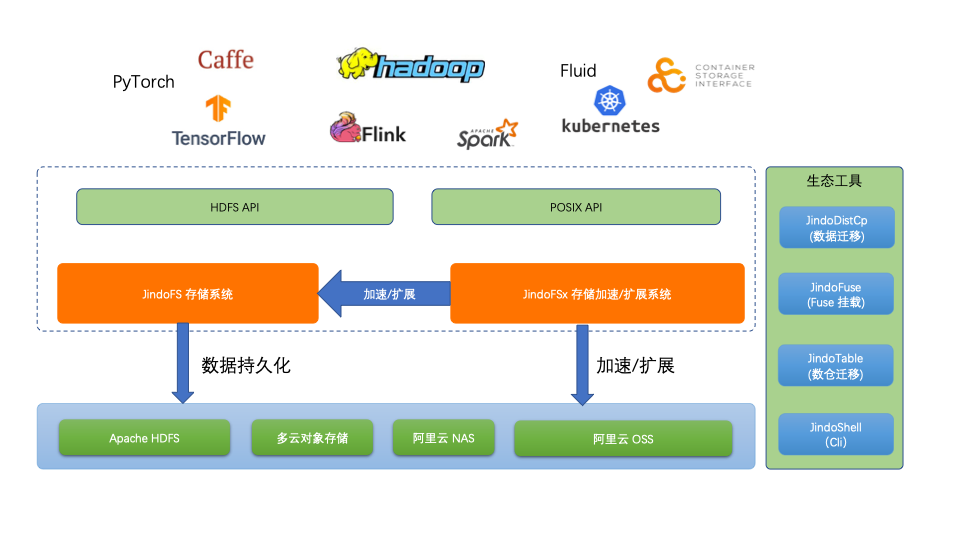 Caffe
PyTorch
TensorFlow
hadoop
Flink
APACHE
Spark
Fluid
kubernetes
CONTAINER
STORAGE
INTERFACE
HDFS API
POSIX API
JindoFS 存储系统
加速/扩展
JindoFSx 存储加速/扩展系统
数据持久化
加速/扩展
Apache HDFS
多云对象存储
阿里云 NAS
阿里云 OSS
生态工具
JindoDistCp
(数据迁移)
JindoFuse
(Fuse 挂载)
JindoTable
(数仓迁移)
JindoShell
(Cli)